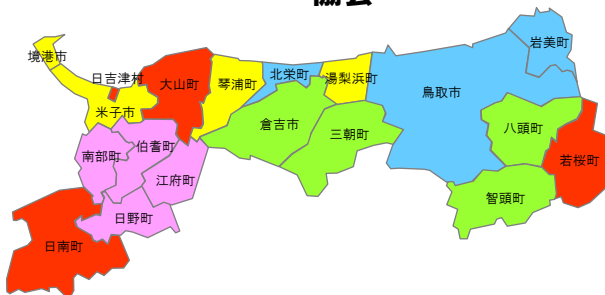 協会
岩美町
境港市
日吉津村
大山町
琴浦町
北栄町
湯梨浜町
鳥取市
米子市
倉吉市
三朝町
八頭町
南部町
伯耆町
若桜町
江府町
智頭町
日野町
日南町